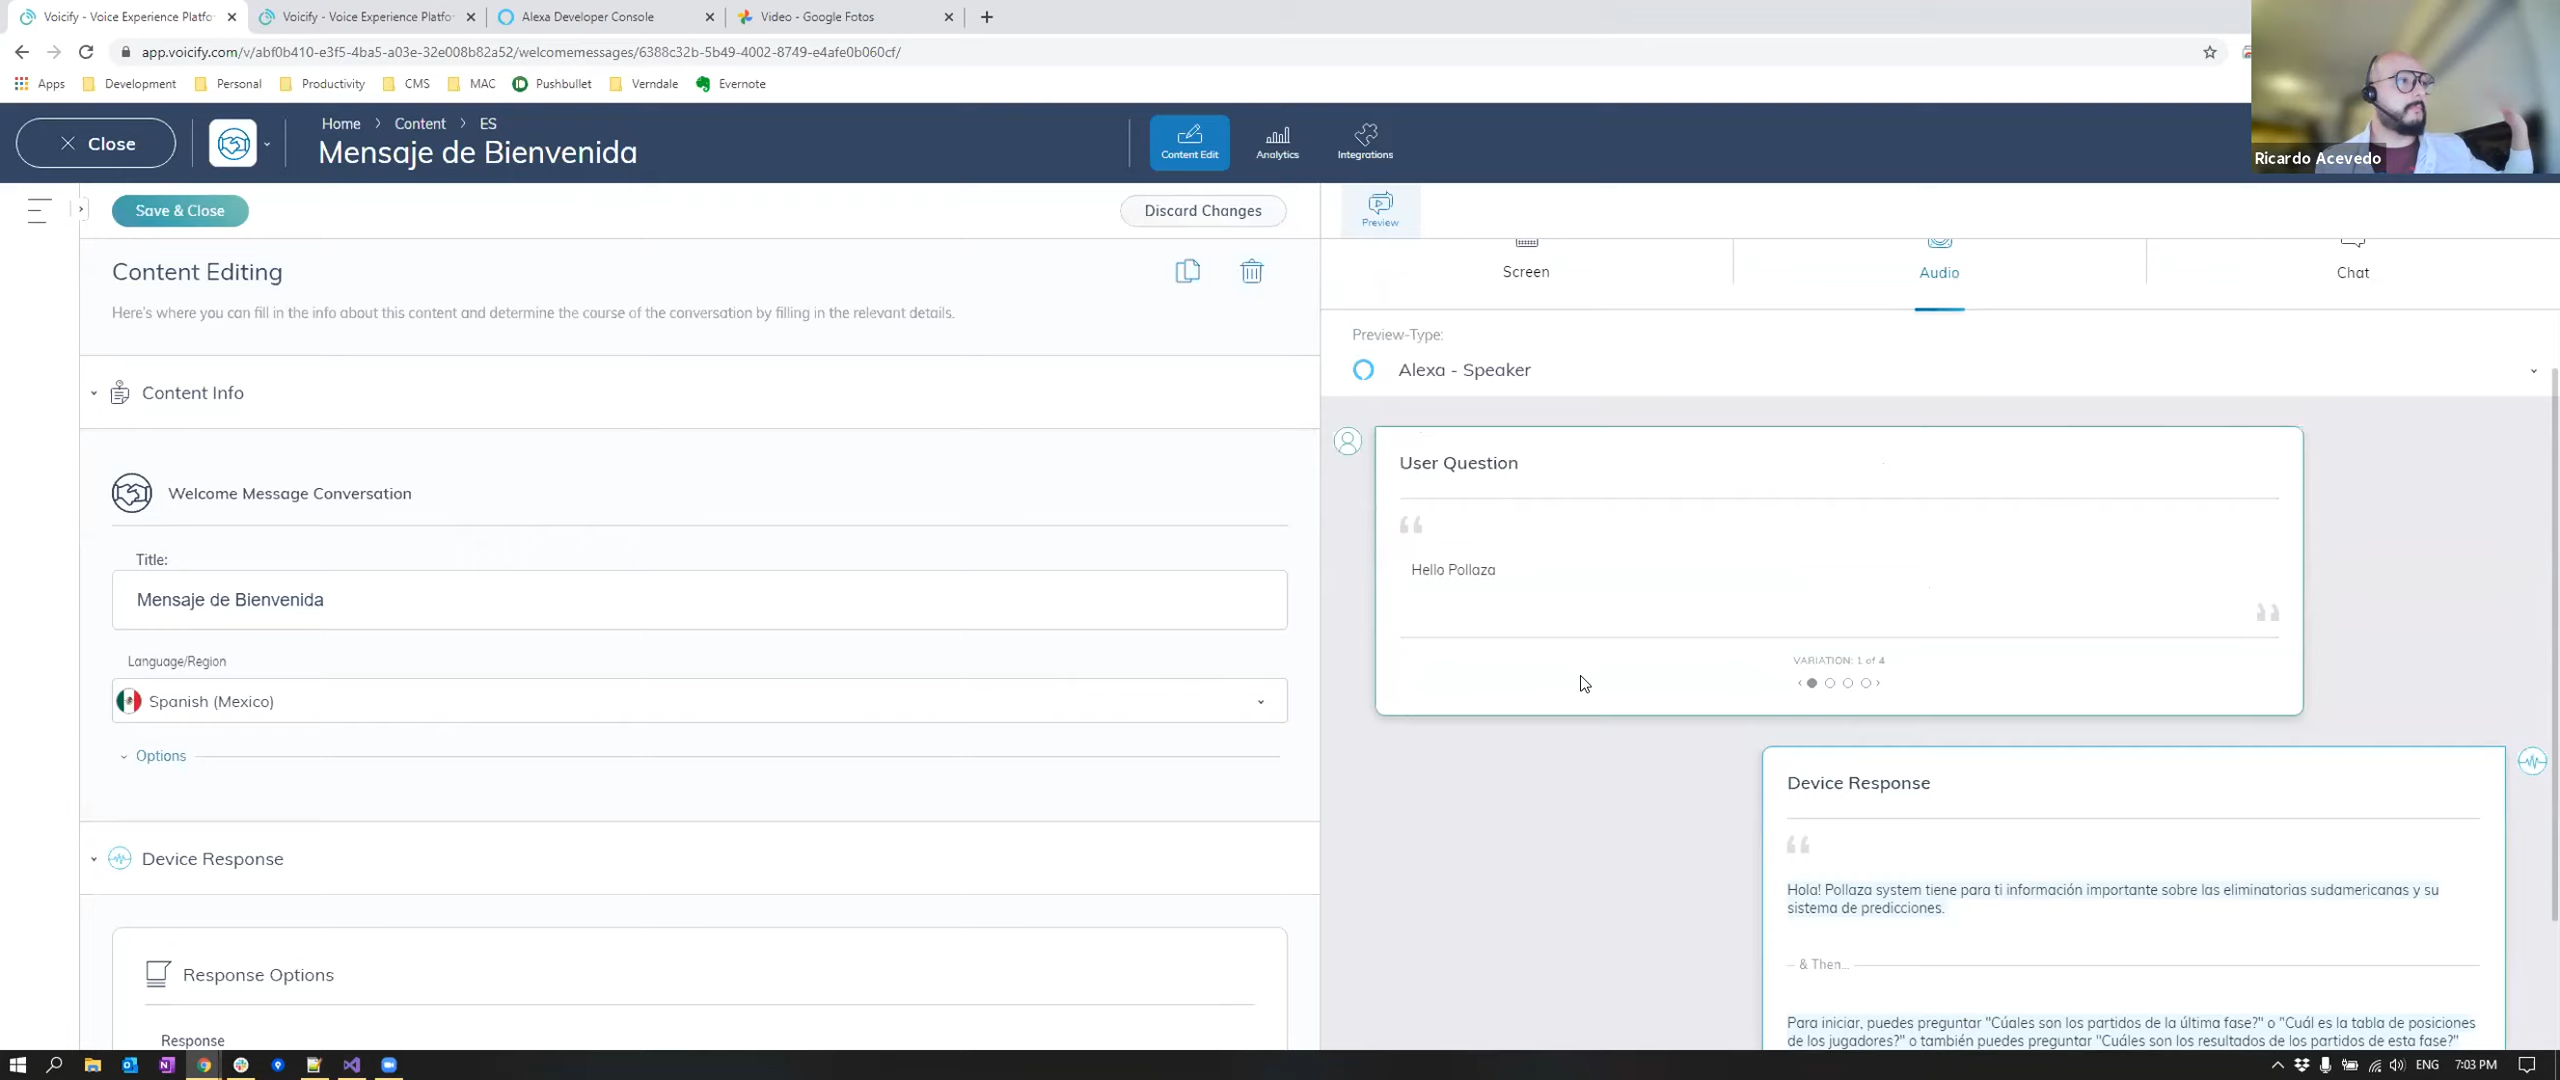 Voicify - Voice Experience Platfo
Voicify - Voice Experience Platfo
Alexa Developer Console
Video - Google Fotos
app.voicify.com/v/abf0b410-e3f5-4ba5-a03e-32e008b82a52/welcomemessages/6388c32b-5b49-4002-8749-e4afe0b060cf/
Apps
Development
Personal
Productivity
CMS
MAC
Pushbullet
Verndale
Evernote
Close
Home > Content > ES
Mensaje de Bienvenida
Content Edit
Analytics
Integrations
Ricardo Acevedo
Save & Close
Discard Changes
Preview
Content Editing
Here's where you can fill in the info about this content and determine the course of the conversation by filling in the relevant details.
Content Info
Welcome Message Conversation
Title:
Mensaje de Bienvenida
Language/Region
Spanish (Mexico)
Options
Device Response
Response Options
Response
Screen
Audio
Chat
Preview-Type:
Alexa - Speaker
User Question
Hello Pollaza
VARIATION: 1 of 4
Device Response
Hola! Pollaza system tiene para ti información importante sobre las eliminatorias sudamericanas y su
sistema de predicciones.
& Then...
Para iniciar, puedes preguntar "Cúales son los partidos de la última fase?" o "Cuál es la tabla de posiciones
de los jugadores?" o también puedes preguntar "Cuáles son los resultados de los partidos de esta fase?"
ENG
7:03 PM